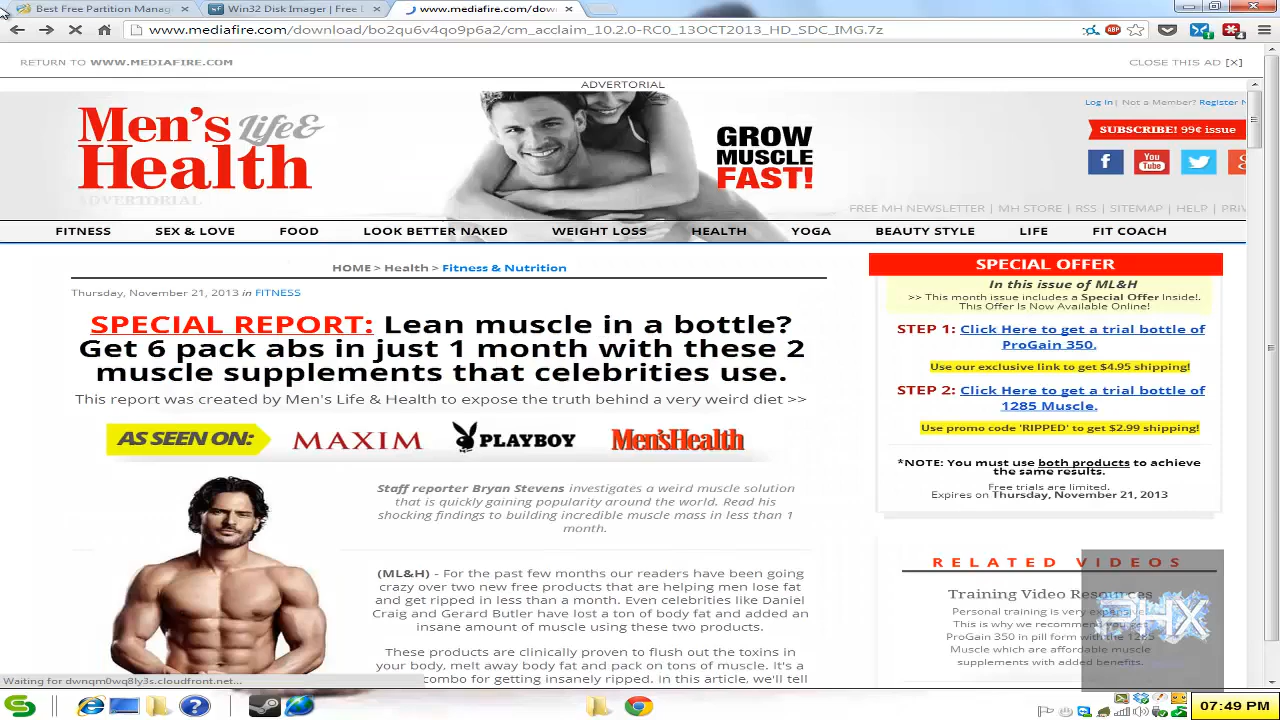 Best Free Partition Manag
Win32 Disk Imager | Free D
www.mediafire.com/dow
www.mediafire.com/download/bo2qu6v4qo9p6a2/cm_acclaim_10.2.0-RC0_13OCT2013_HD_SDC_IMG.7z
RETURN TO WWW.MEDIAFIRE.COM
CLOSE THIS AD [X]
ADVERTORIAL
Men's Life &
Health
ADVERTORIAL
GROW
MUSCLE
FAST!
Log In| Not a Member? Register N
SUBSCRIBE! 99¢ issue
f You Tube g
FREE MH NEWSLETTER | MH STORE | RSS | SITEMAP | HELP | PRIV
FITNESS SEX & LOVE FOOD LOOK BETTER NAKED WEIGHT LOSS HEALTH YOGA BEAUTY STYLE LIFE FIT COACH
HOME > Health > Fitness & Nutrition
Thursday, November 21, 2013 in FITNESS
SPECIAL REPORT: Lean muscle in a bottle?
Get 6 pack abs in just 1 month with these 2
muscle supplements that celebrities use.
This report was created by Men's Life & Health to expose the truth behind a very weird diet >>
AS SEEN ON: MAXIM PLAYBOY Men'sHealth
Staff reporter Bryan Stevens investigates a weird muscle solution
that is quickly gaining popularity around the world. Read his
shocking findings to building incredible muscle mass in less than 1
month.
(ML&H) - For the past few months our readers have been going
crazy over two new free products that are helping men lose fat
and get ripped in less than a month. Even celebrities like Daniel
Craig and Gerard Butler have lost a ton of body fat and added an
insane amount of muscle using these two products.
These products are clinically proven to flush out the toxins in
your body, melt away body fat and pack on tons of muscle. It's a
combo for getting insanely ripped. In this article, we'll tell
SPECIAL OFFER
In this issue of ML&H
>> This month issue includes a Special Offer Inside!.
This Offer Is Now Available Online!
STEP 1: Click Here to get a trial bottle of
ProGain 350.
Use our exclusive link to get $4.95 shipping!
STEP 2: Click Here to get a trial bottle of
1285 Muscle.
Use promo code 'RIPPED' to get $2.99 shipping!
*NOTE: You must use both products to achieve
the same results.
Free trials are limited.
Expires on Thursday, November 21, 2013
RELATED VIDEOS
Training Video Resources
Personal training is very expensive
This is why we recommend you get
ProGain 350 in pill form with the 1285
Muscle which are affordable muscle
supplements with added benefits.
PHX
Waiting for dwnqm0wq8ly3s.cloudfront.net...
07:49 PM